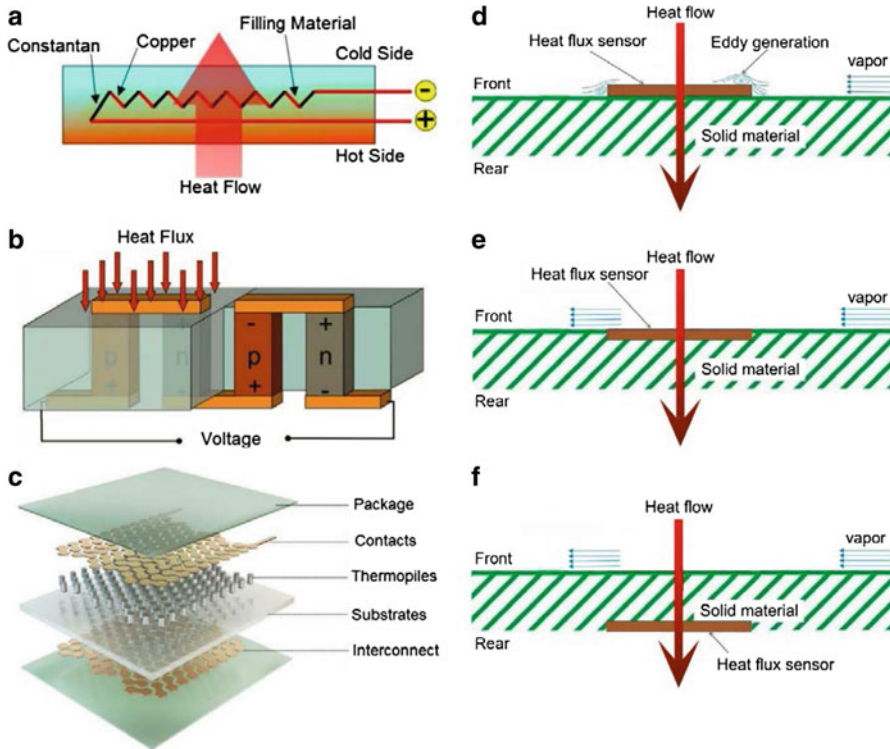 a
Constantan
Copper
Filling Material
Cold Side
-
+
Hot Side
Heat Flow
b
Heat Flux
p
+
n
-
-
p
+
+
n
-
Voltage
c
Package
Contacts
Thermopiles
Substrates
Interconnect
d
Heat flow
Heat flux sensor
Eddy generation
vapor
Front
Solid material
Rear
e
Heat flow
Heat flux sensor
vapor
Front
Solid material
Rear
f
Heat flow
vapor
Front
Solid material
Rear
Heat flux sensor